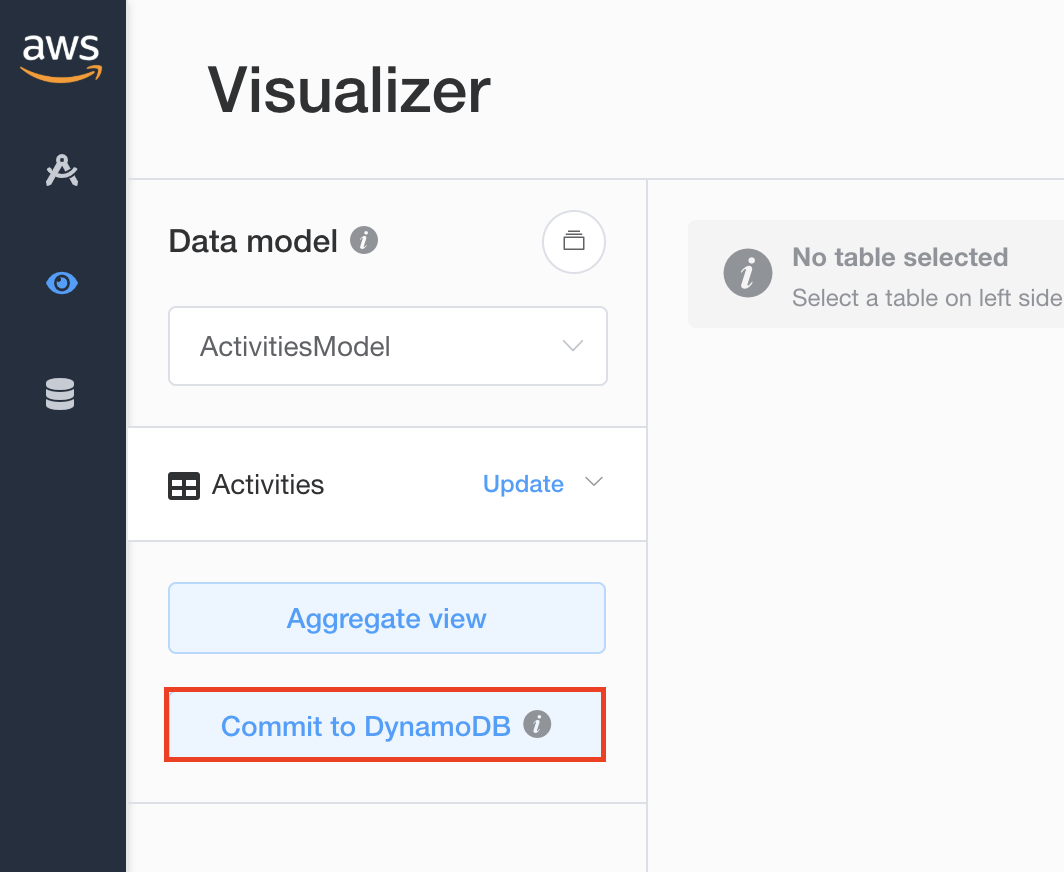 aws
Visualizer
Data model
No table selected
Select a table on left side
ActivitiesModel
Activities
Update
Aggregate view
Commit to DynamoDB